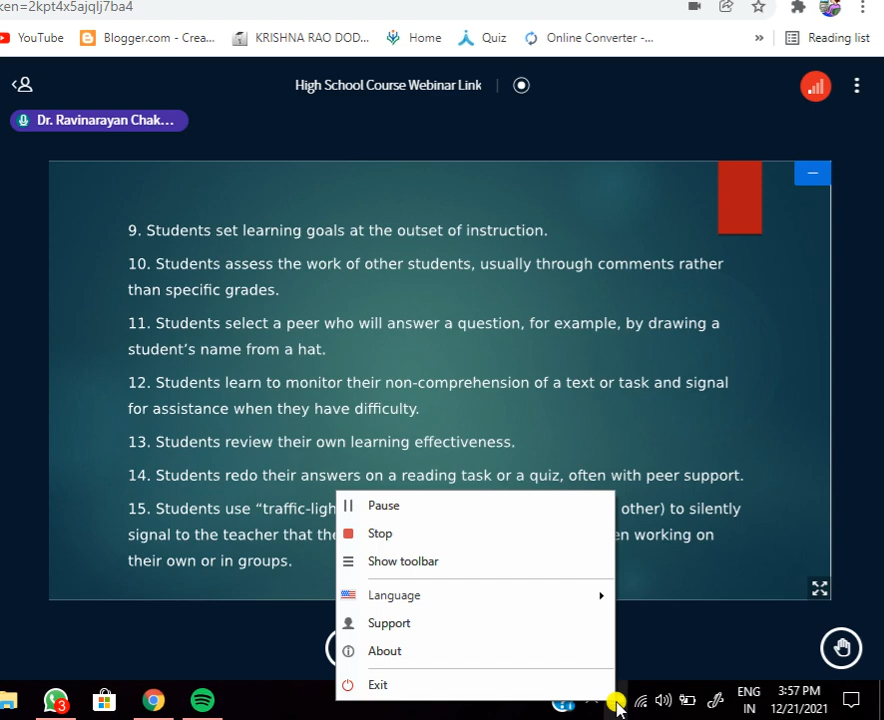 ken=2kpt4x5ajqlj7ba4
YouTube
Blogger.com - Crea...
KRISHNA RAO DOD...
Home
Quiz
Online Converter -...
»
Reading list
High School Course Webinar Link
Dr. Ravinarayan Chak...
9. Students set learning goals at the outset of instruction.
10. Students assess the work of other students, usually through comments rather
than specific grades.
11. Students select a peer who will answer a question, for example, by drawing a
student’s name from a hat.
12. Students learn to monitor their non-comprehension of a text or task and signal
for assistance when they have difficulty.
13. Students review their own learning effectiveness.
14. Students redo their answers on a reading task or a quiz, often with peer support.
15. Students use “traffic-ligh other) to silently
signal to the teacher that the en working on
their own or in groups.
Pause
Stop
Show toolbar
Language
Support
About
Exit
3
ENG
IN
3:57 PM
12/21/2021